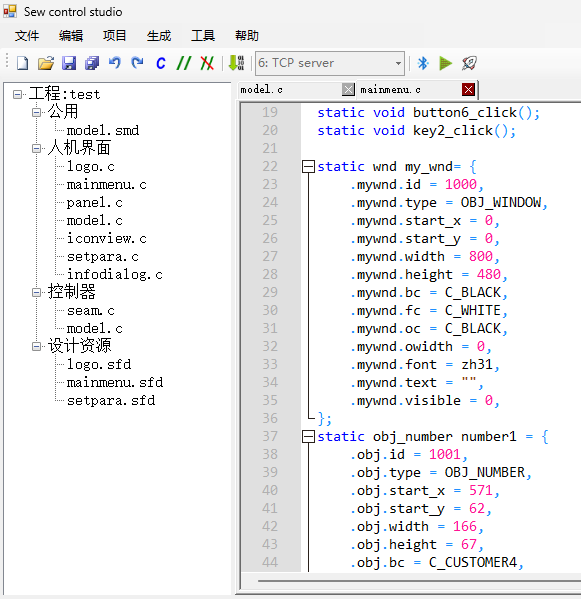 Sew control studio
文件 编辑 项目 生成 工具 帮助
C // 6: TCP server
工程:test
公用
model.smd
人机界面
logo.c
mainmenu.c
panel.c
model.c
iconview.c
setpara.c
infodialog.c
控制器
seam.c
model.c
设计资源
logo.sfd
mainmenu.sfd
setpara.sfd
model.c mainmenu.c
19 static void button6_click();
20 static void key2_click();
21
22 static wnd my_wnd= {
23 .mywnd.id = 1000,
24 .mywnd.type = OBJ_WINDOW,
25 .mywnd.start_x = 0,
26 .mywnd.start_y = 0,
27 .mywnd.width = 800,
28 .mywnd.height = 480,
29 .mywnd.bc = C_BLACK,
30 .mywnd.fc = C_WHITE,
31 .mywnd.oc = C_BLACK,
32 .mywnd.owidth = 0,
33 .mywnd.font = zh31,
34 .mywnd.text = "",
35 .mywnd.visible = 0,
36 };
37 static obj_number number1 = {
38 .obj.id = 1001,
39 .obj.type = OBJ_NUMBER,
40 .obj.start_x = 571,
41 .obj.start_y = 62,
42 .obj.width = 166,
43 .obj.height = 67,
44 .obj.bc = C_CUSTOMER4,